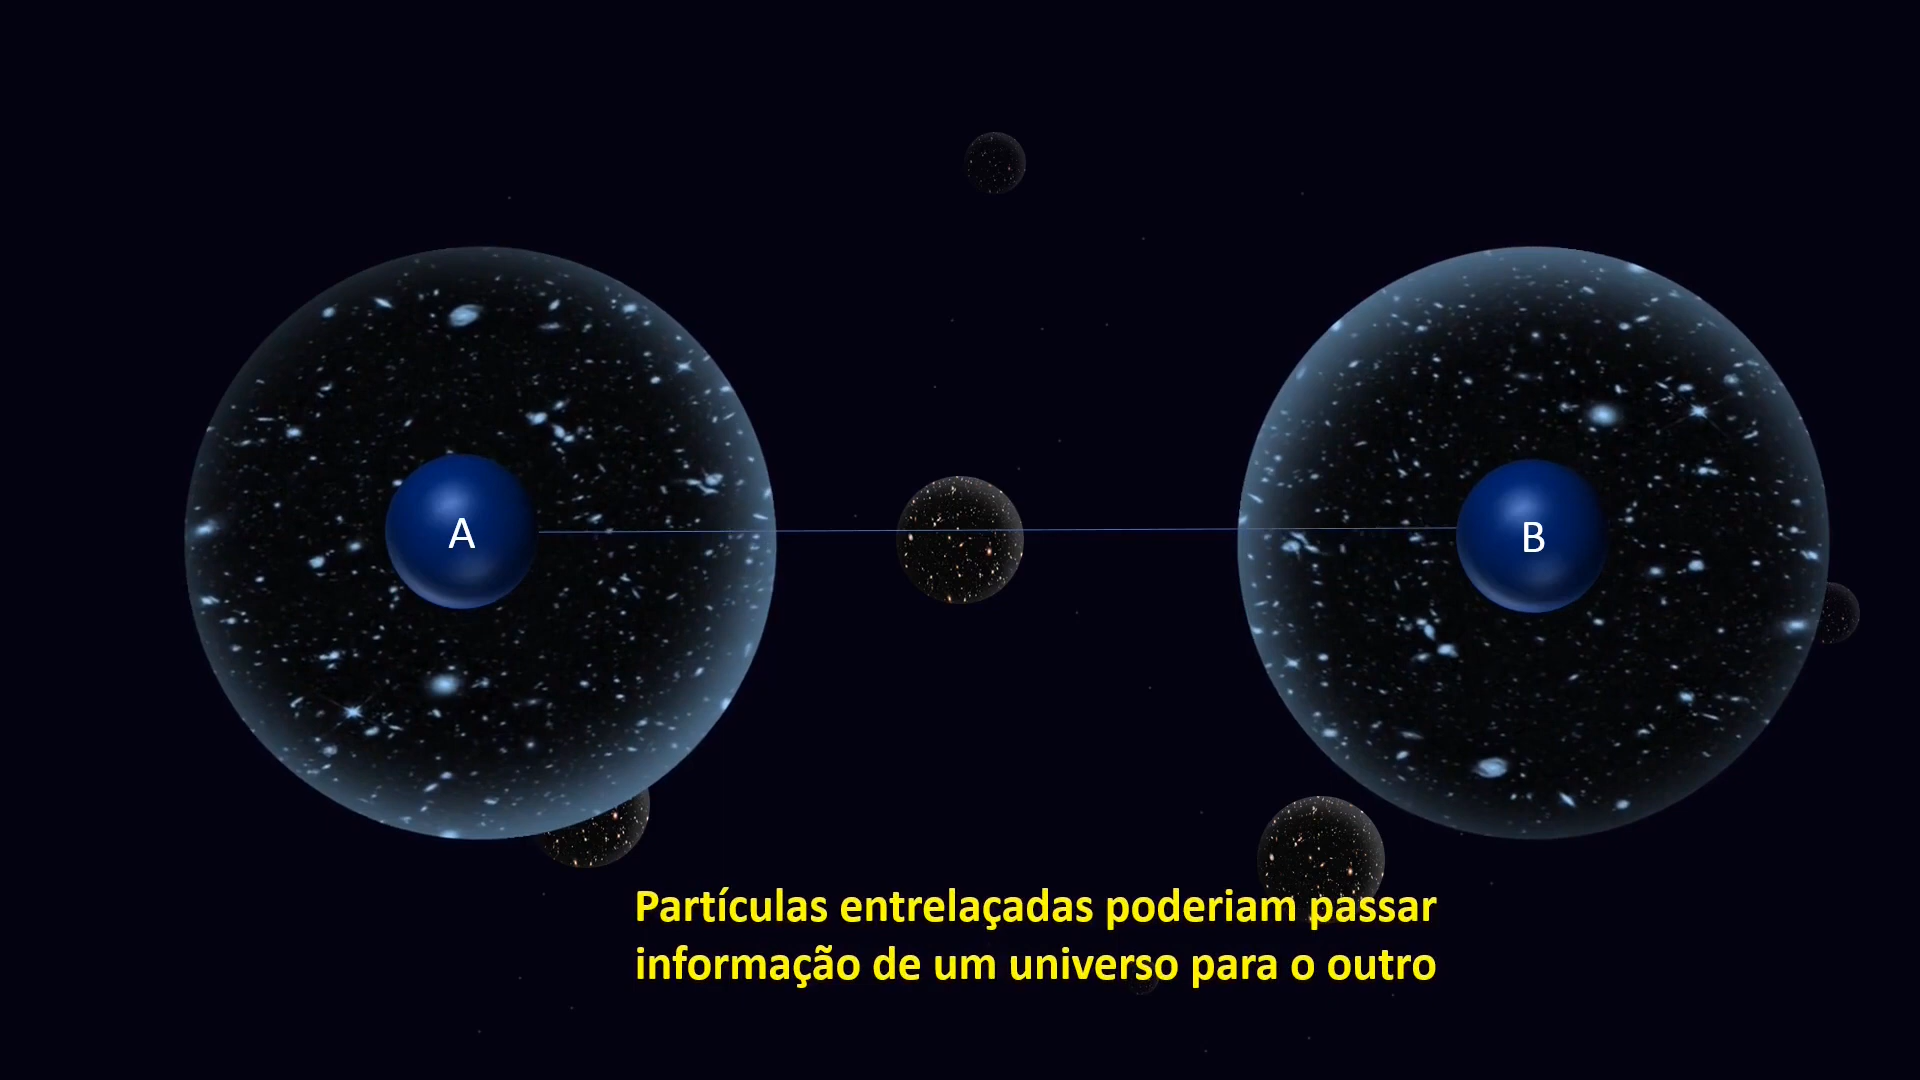 A
B
Partículas entrelaçadas poderiam passar
informação de um universo para o outro